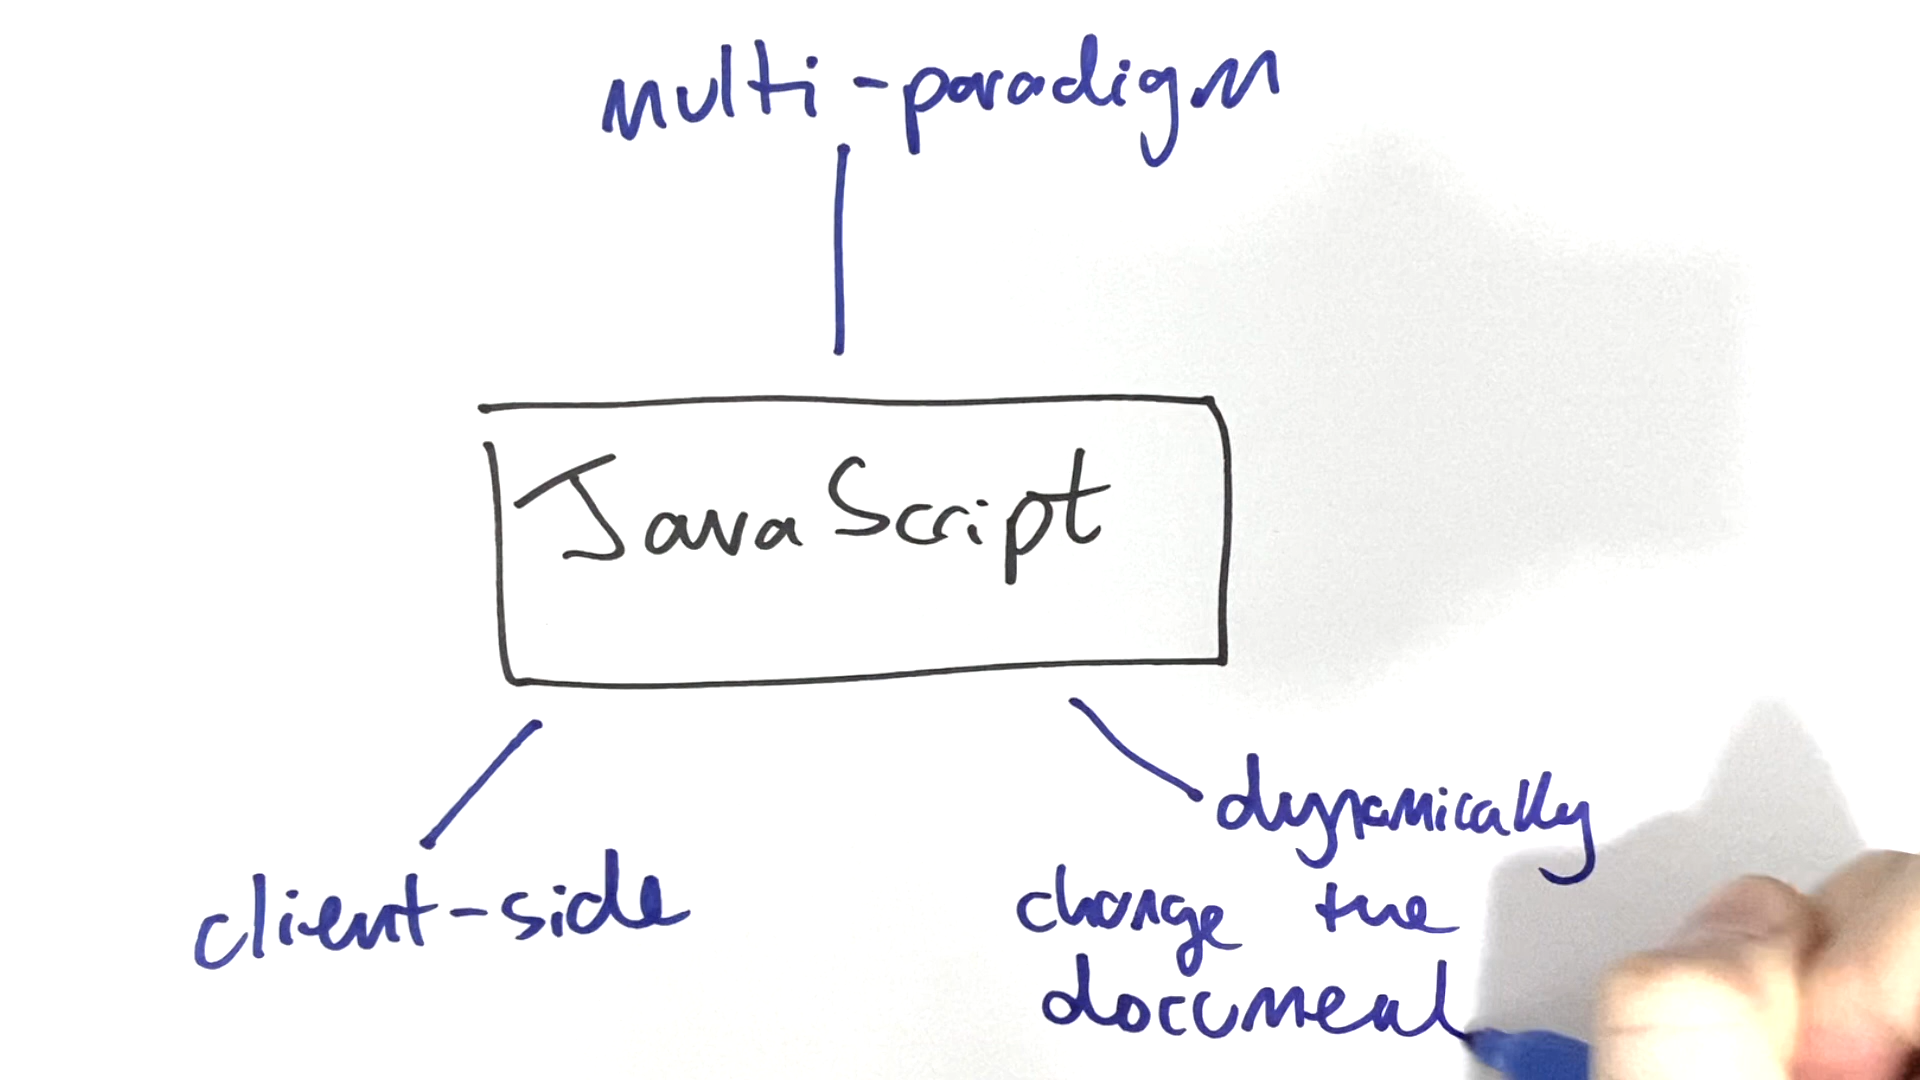 multi-paradigm
JavaScript
dynamically
client-side
change the
document